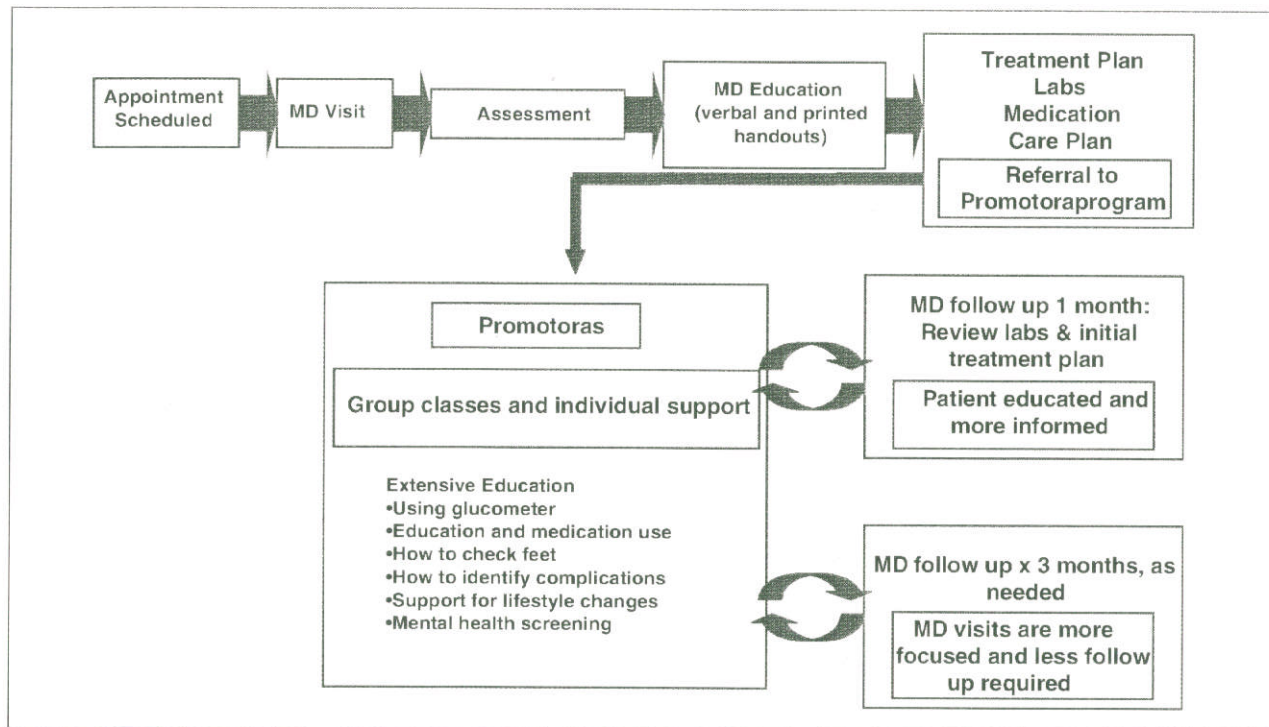 Appointment
Scheduled
MD Visit
Assessment
MD Education
(verbal and printed
handouts)
Treatment Plan
Labs
Medication
Care Plan
Referral to
Promotoraprogram
Promotoras
Group classes and individual support
Extensive Education
•Using glucometer
•Education and medication use
•How to check feet
•How to identify complications
•Support for lifestyle changes
•Mental health screening
MD follow up 1 month:
Review labs & initial
treatment plan
Patient educated and
more informed
MD follow up x 3 months, as
needed
MD visits are more
focused and less follow
up required